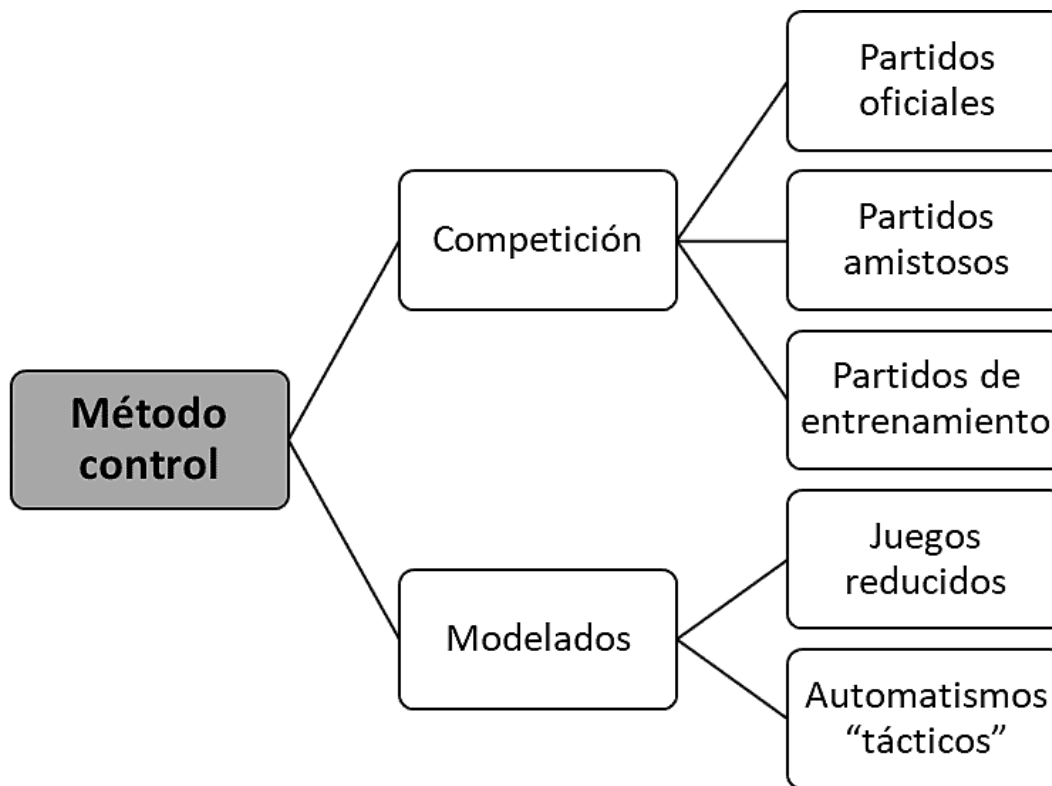 Partidos
oficiales
Competición
Partidos
amistosos
Partidos de
entrenamiento
Método
control
Juegos
reducidos
Modelados
Automatismos
“tácticos”